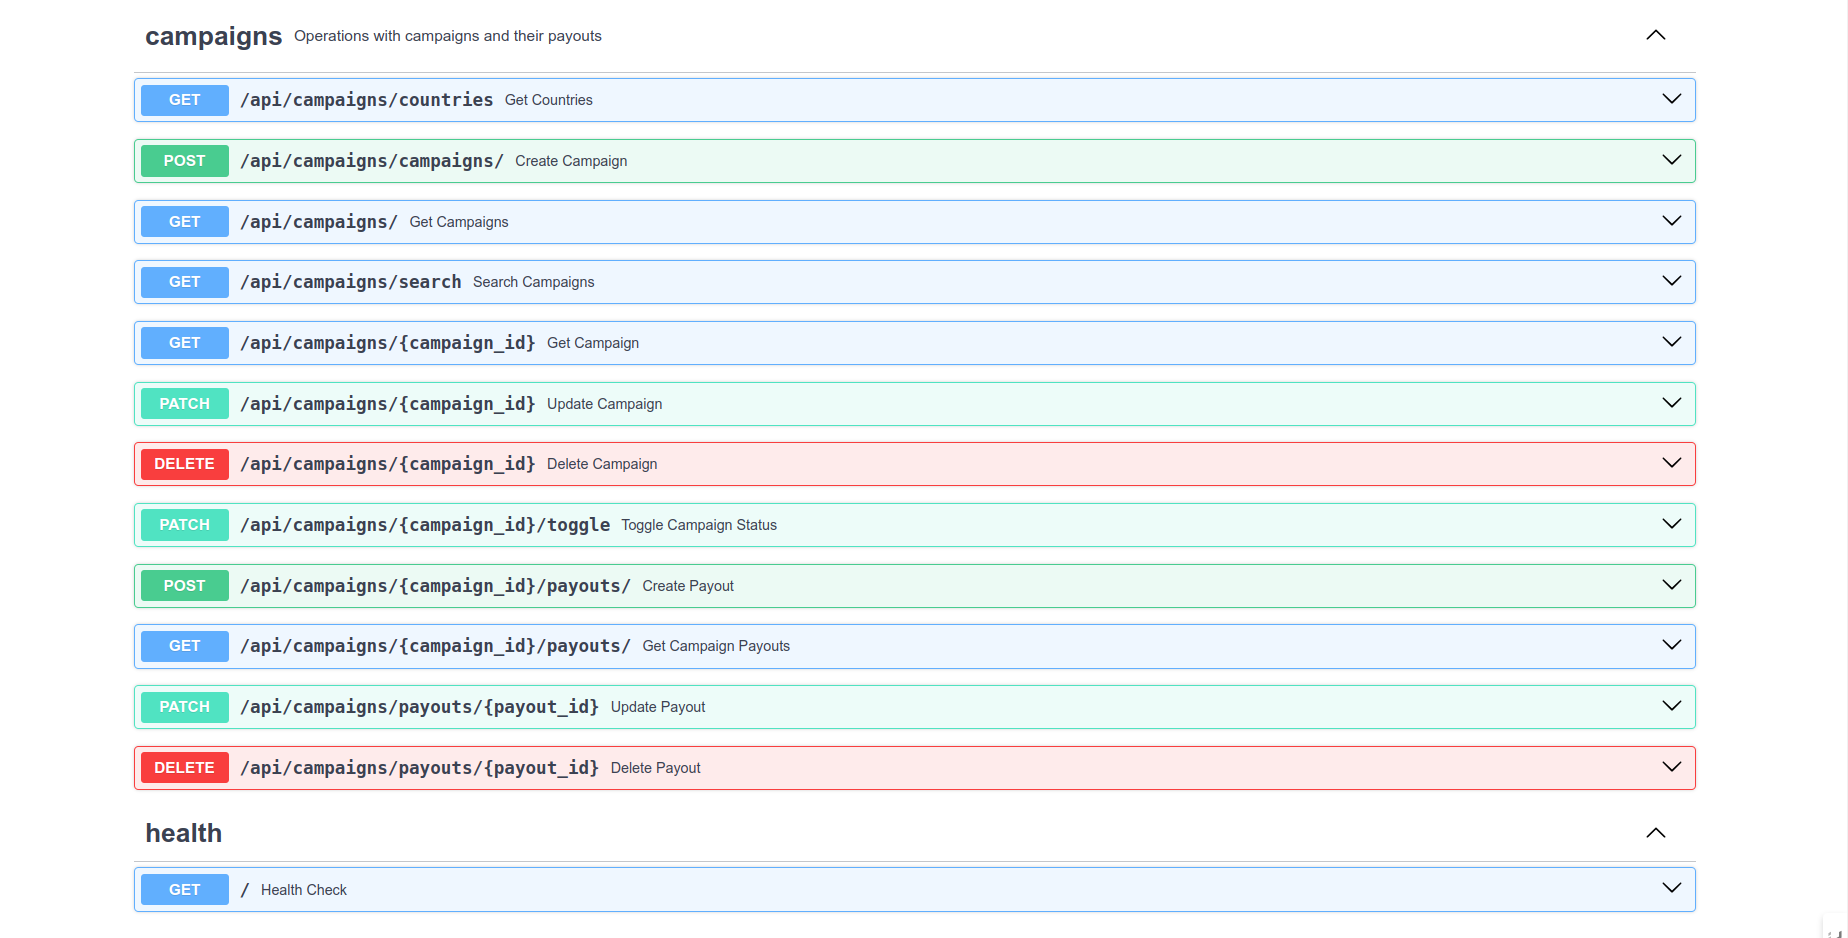 campaigns Operations with campaigns and their payouts
GET /api/campaigns/countries Get Countries
POST /api/campaigns/campaigns/ Create Campaign
GET /api/campaigns/ Get Campaigns
GET /api/campaigns/search Search Campaigns
GET /api/campaigns/{campaign_id} Get Campaign
PATCH /api/campaigns/{campaign_id} Update Campaign
DELETE /api/campaigns/{campaign_id} Delete Campaign
PATCH /api/campaigns/{campaign_id}/toggle Toggle Campaign Status
POST /api/campaigns/{campaign_id}/payouts/ Create Payout
GET /api/campaigns/{campaign_id}/payouts/ Get Campaign Payouts
PATCH /api/campaigns/payouts/{payout_id} Update Payout
DELETE /api/campaigns/payouts/{payout_id} Delete Payout
health
GET / Health Check